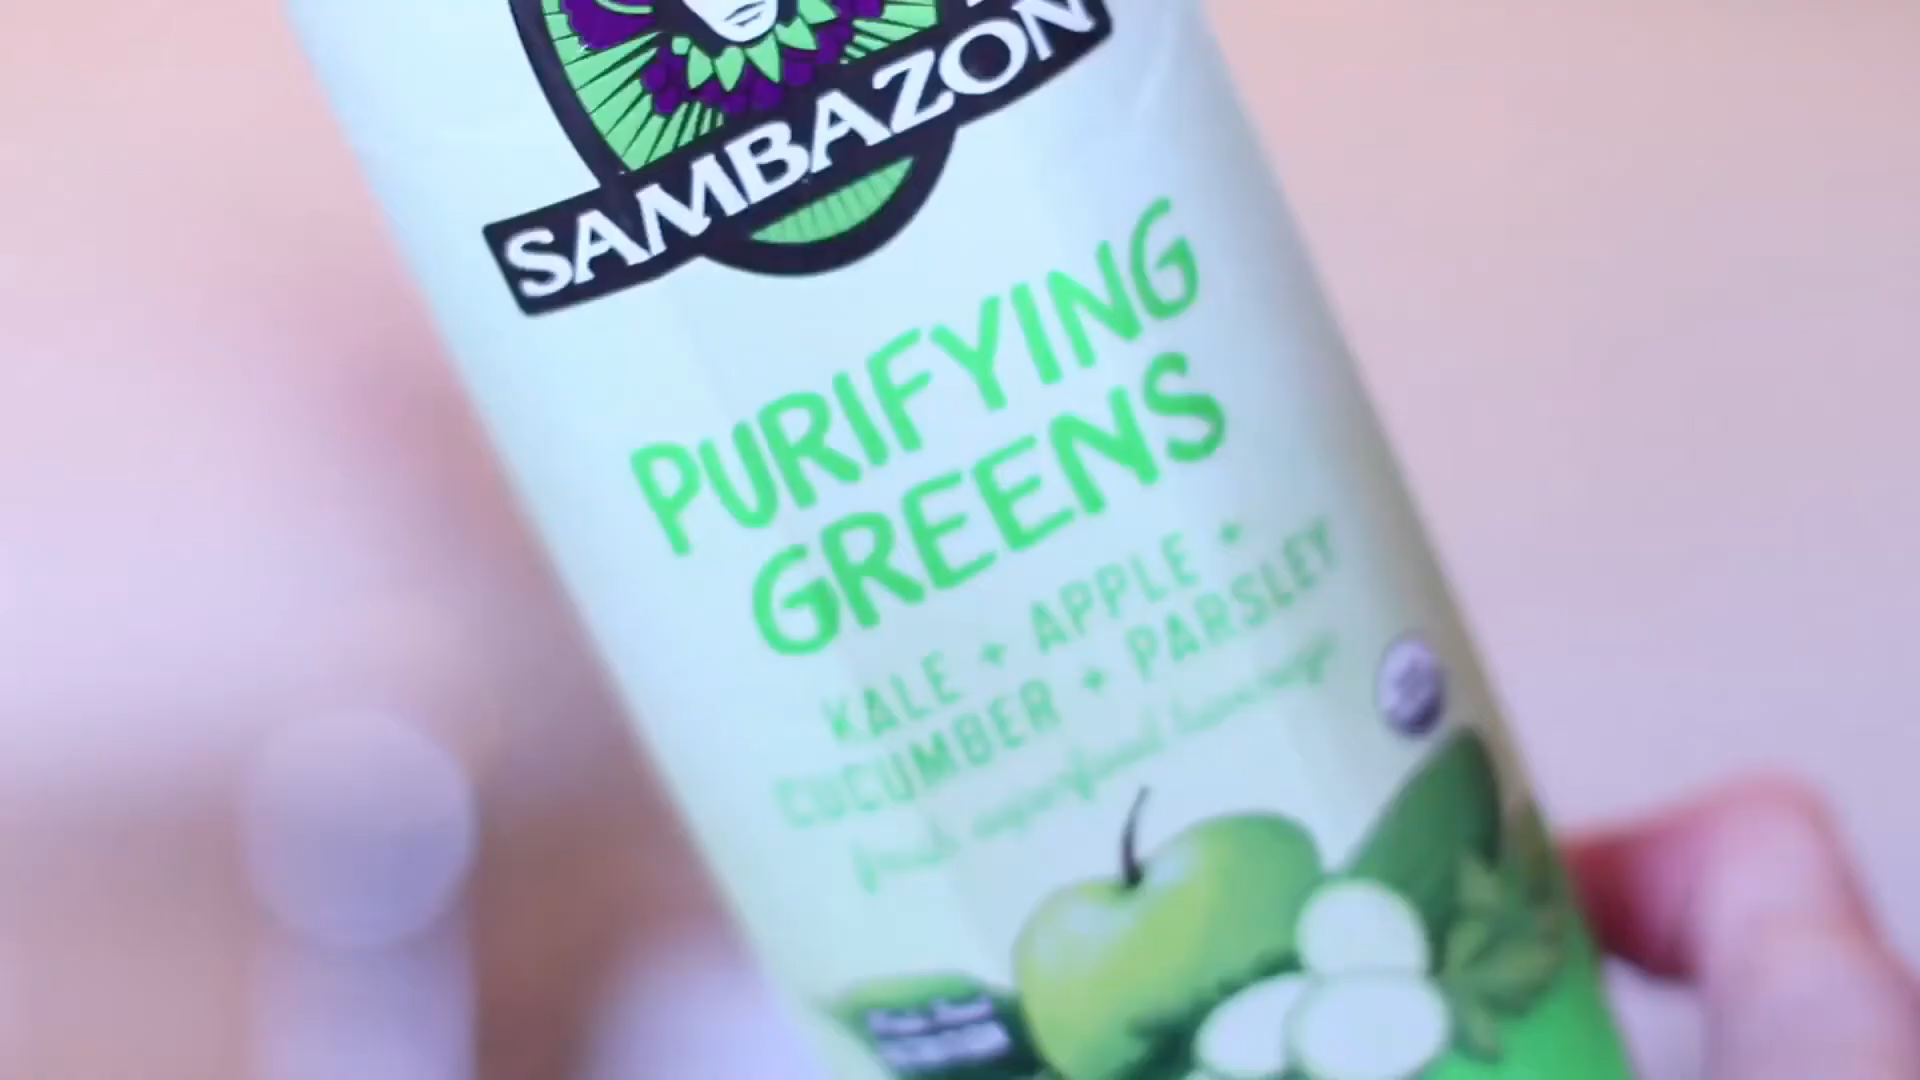 SAMBAZON
PURIFYING
GREENS
KALE + APPLE +
CUCUMBER + PARSLEY